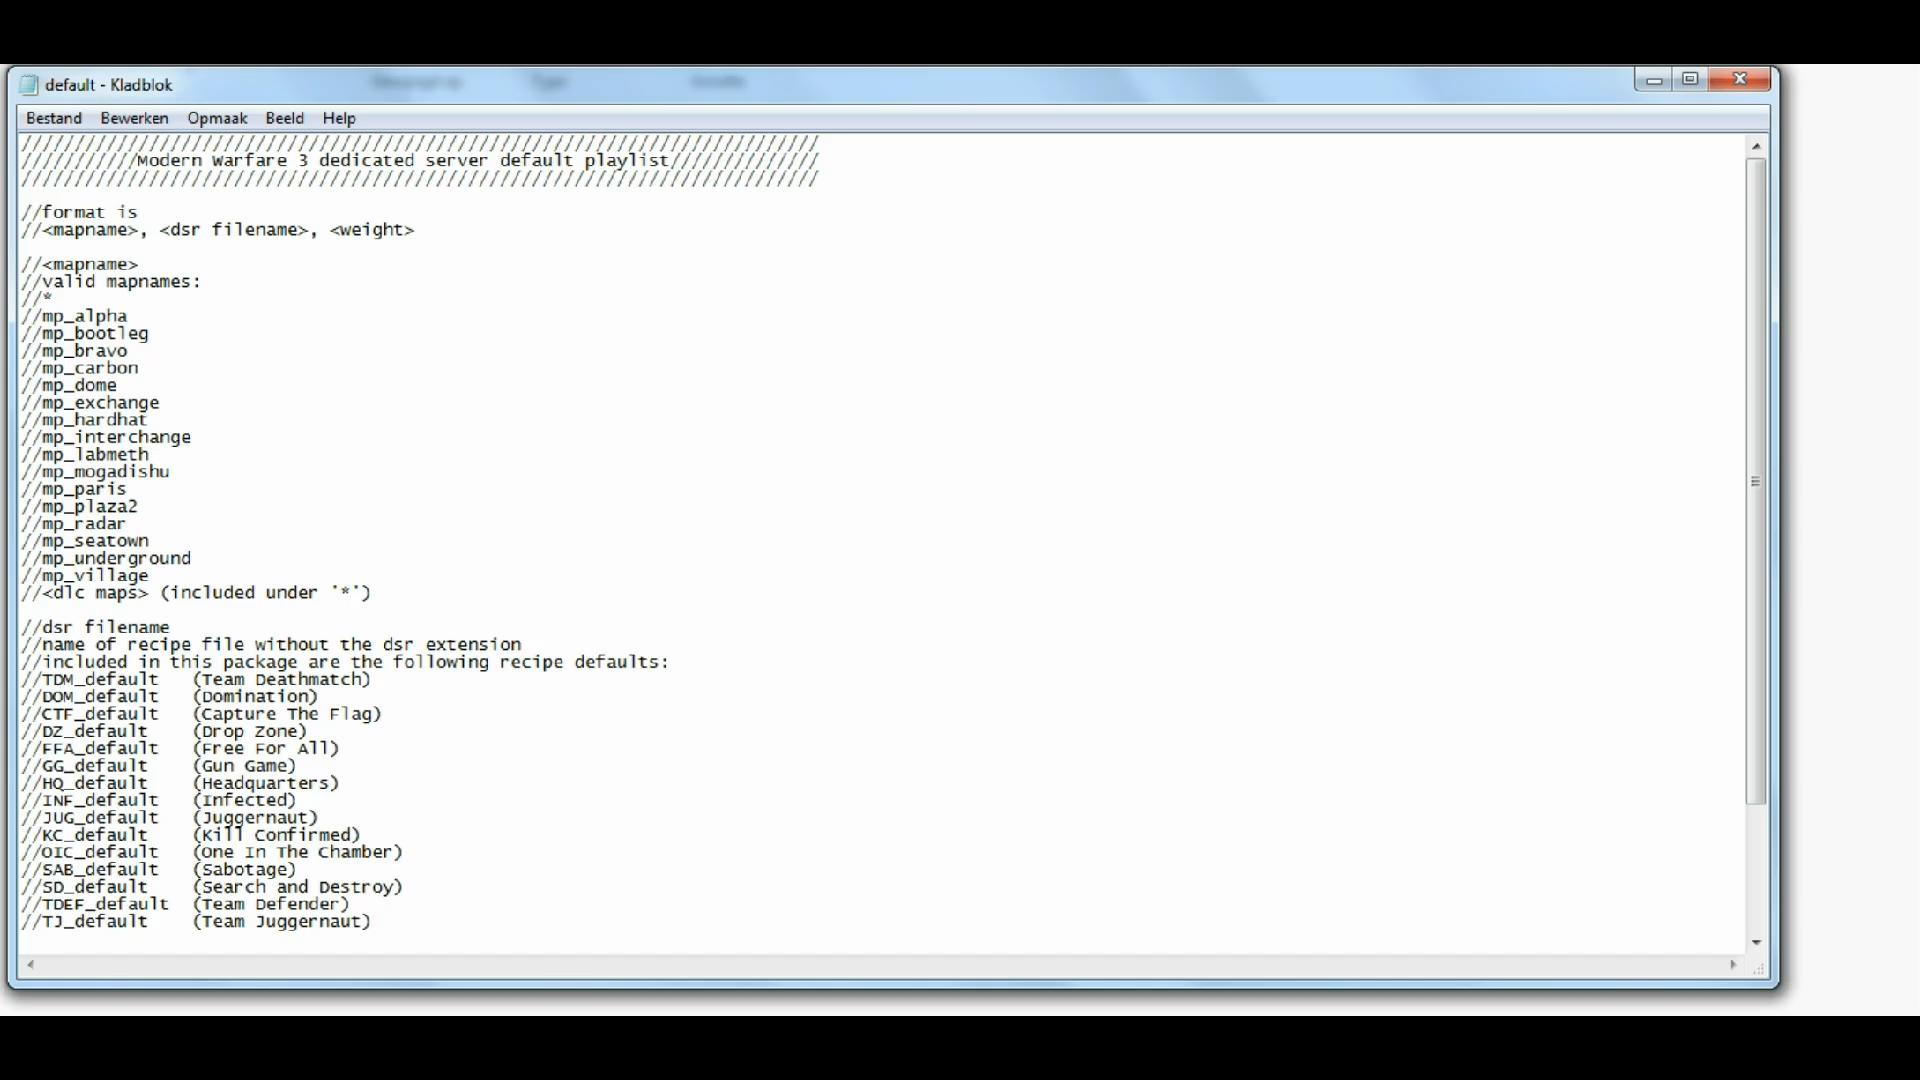 default - Kladblok
Bestand Bewerken Opmaak Beeld Help
///////////////////////////////////////////////////////////////////////////
///////////Modern Warfare 3 dedicated server default playlist//////////////
///////////////////////////////////////////////////////////////////////////
//format is
//<mapname>, <dsr filename>, <weight>
//<mapname>
//valid mapnames:
//*
//mp_alpha
//mp_bootleg
//mp_bravo
//mp_carbon
//mp_dome
//mp_exchange
//mp_hardhat
//mp_interchange
//mp_labmeth
//mp_mogadishu
//mp_paris
//mp_plaza2
//mp_radar
//mp_seatown
//mp_underground
//mp_village
//<dlc maps> (included under '*')
//dsr filename
//name of recipe file without the dsr extension
//included in this package are the following recipe defaults:
//TDM_default (Team Deathmatch)
//DOM_default (Domination)
//CTF_default (Capture The Flag)
//DZ_default (Drop Zone)
//FFA_default (Free For All)
//GG_default (Gun Game)
//HQ_default (Headquarters)
//INF_default (Infected)
//JUG_default (Juggernaut)
//KC_default (Kill Confirmed)
//OIC_default (One In The Chamber)
//SAB_default (Sabotage)
//SD_default (Search and Destroy)
//TDEF_default (Team Defender)
//TJ_default (Team Juggernaut)